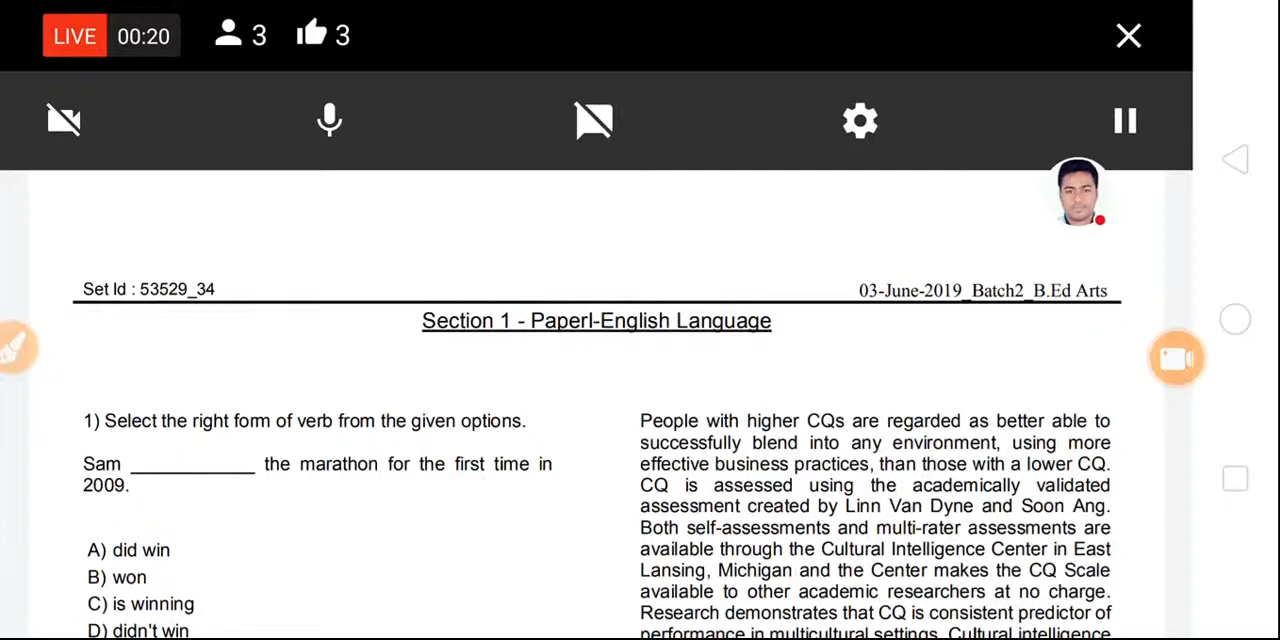 LIVE 00:20 3 3
Set Id : 53529_34
03-June-2019_Batch2_B.Ed Arts
Section 1 - PaperI-English Language
1) Select the right form of verb from the given options.
Sam ____________ the marathon for the first time in
2009.
A) did win
B) won
C) is winning
D) didn't win
People with higher CQs are regarded as better able to
successfully blend into any environment, using more
effective business practices, than those with a lower CQ.
CQ is assessed using the academically validated
assessment created by Linn Van Dyne and Soon Ang.
Both self-assessments and multi-rater assessments are
available through the Cultural Intelligence Center in East
Lansing, Michigan and the Center makes the CQ Scale
available to other academic researchers at no charge.
Research demonstrates that CQ is consistent predictor of
performance in multicultural settings. Cultural intelligence